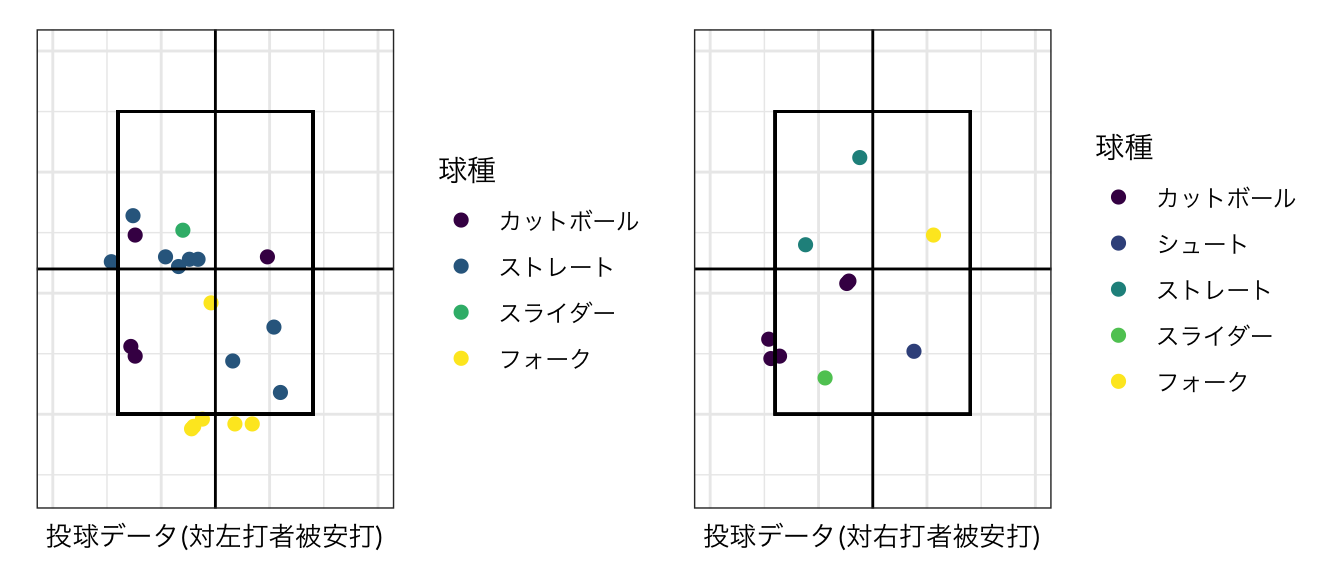 球種
カットボール
ストレート
スライダー
フォーク
投球データ(対左打者被安打)
球種
カットボール
シュート
ストレート
スライダー
フォーク
投球データ(対右打者被安打)